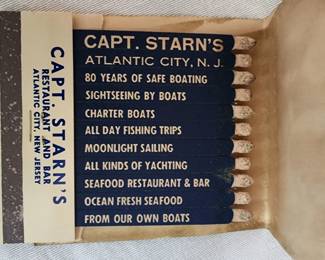 CAPT. STARN'S
RESTAURANT AND BAR
ATLANTIC CITY, NEW JERSEY
CAPT. STARN'S
ATLANTIC CITY, N. J.
80 YEARS OF SAFE BOATING
SIGHTSEEING BY BOATS
CHARTER BOATS
ALL DAY FISHING TRIPS
MOONLIGHT SAILING
ALL KINDS OF YACHTING
SEAFOOD RESTAURANT & BAR
OCEAN FRESH SEAFOOD
FROM OUR OWN BOATS